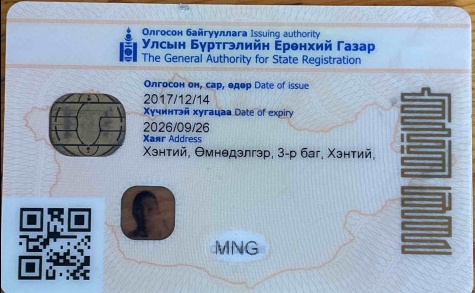 Олгосон байгууллага Issuing authority
Улсын Бүртгэлийн Ерөнхий Газар
The General Authority for State Registration
Олгосон он, сар, өдөр Date of issue
2017/12/14
Хүчинтэй хугацаа Date of expiry
2026/09/26
Хаяг Address
Хэнтий, Өмнөдэлгэр, 3-р баг, Хэнтий,
MNG